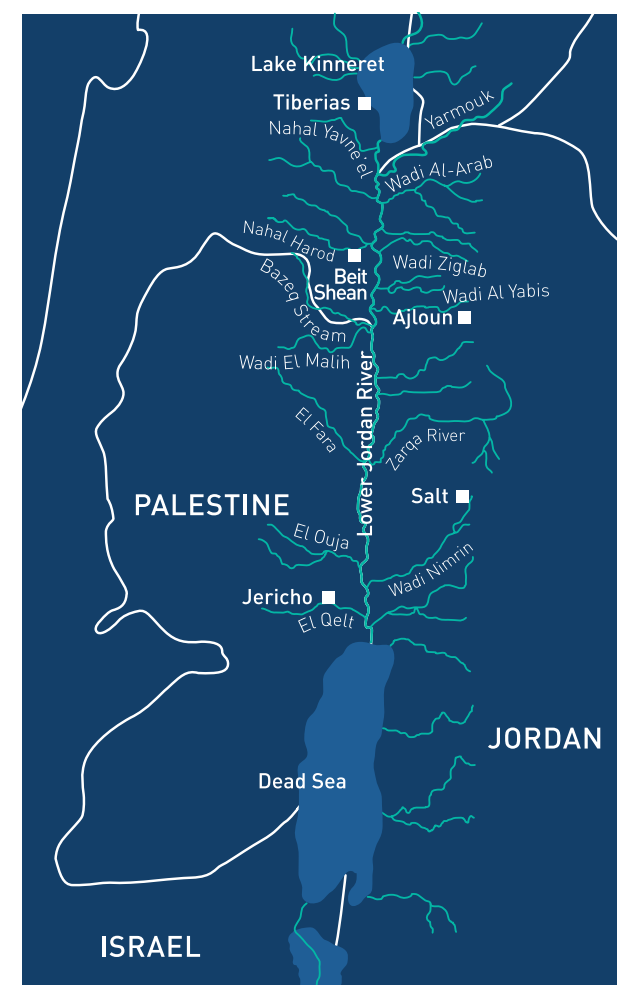 Lake Kinneret
Tiberias
Yarmouk
Nahal Yavne'el
Wadi Al-Arab
Nahal Harod
Beit
Shean
Wadi Ziglab
Bazeq Stream
Wadi Al Yabis
Ajloun
Wadi El Malih
Lower Jordan River
El Fara
Zarqa River
PALESTINE
Salt
El Ouja
Wadi Nimrin
Jericho
El Qelt
JORDAN
Dead Sea
ISRAEL